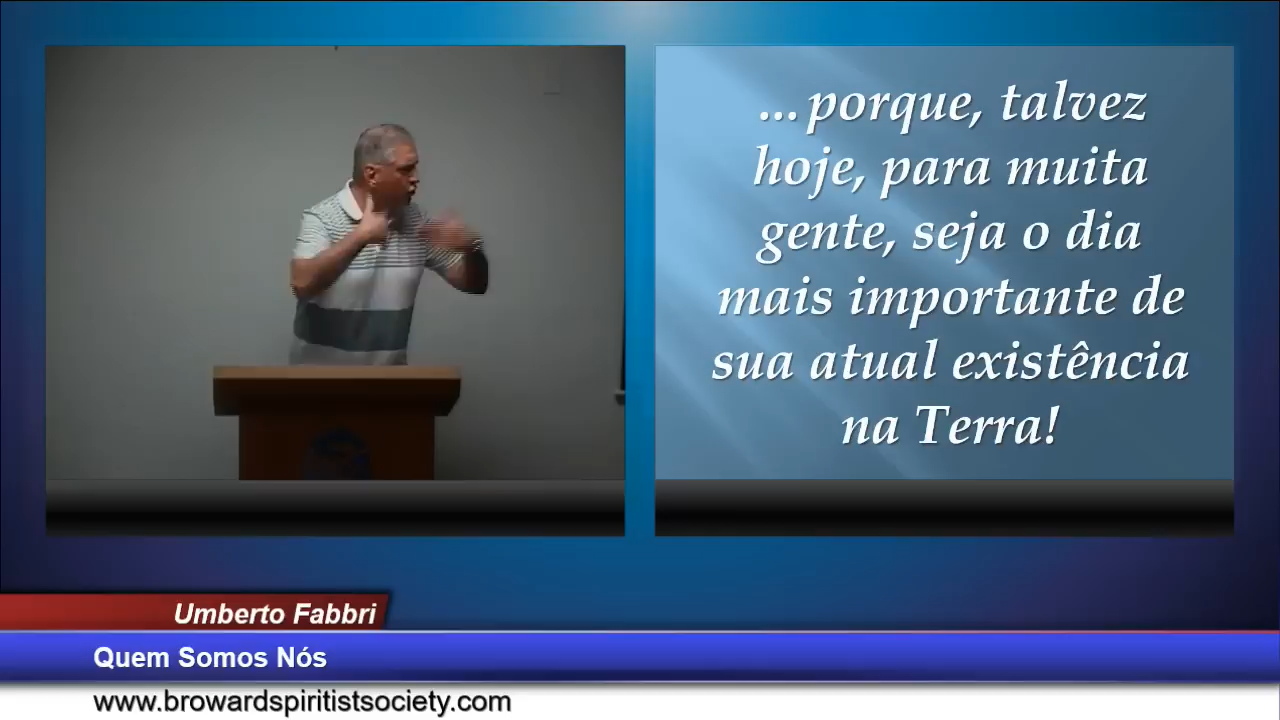 ...porque, talvez
hoje, para muita
gente, seja o dia
mais importante de
sua atual existência
na Terra!
Umberto Fabbri
Quem Somos Nós
www.browardspiritistsociety.com